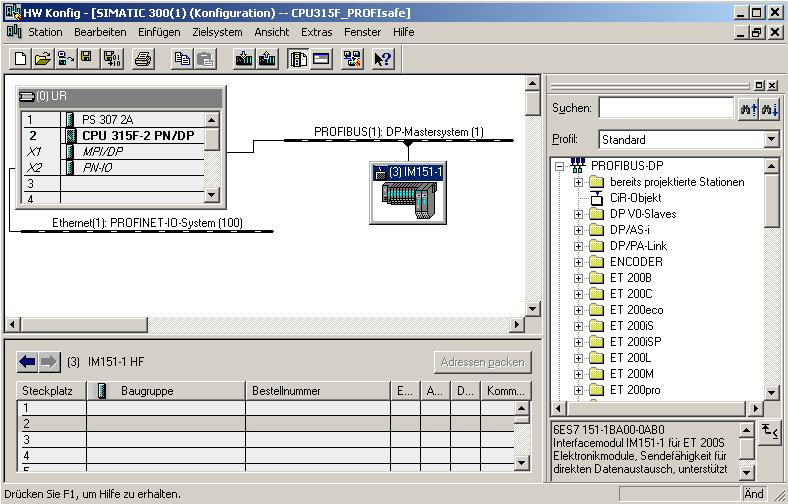 HW Konfig - [SIMATIC 300(1) (Konfiguration) -- CPU315F_PROFIsafe]
Station Bearbeiten Einfügen Zielsystem Ansicht Extras Fenster Hilfe
(0) UR
1 PS 307 2A
2 CPU 315F-2 PN/DP
X1 MPI/DP
X2 PN-IO
3
4
PROFIBUS(1): DP-Mastersystem (1)
(3) IM151-1
Ethernet(1): PROFINET-IO-System (100)
Suchen:
Profil: Standard
PROFIBUS-DP
bereits projektierte Stationen
CiR-Objekt
DP V0-Slaves
DP/AS-i
DP/PA-Link
ENCODER
ET 200B
ET 200C
ET 200eco
ET 200iS
ET 200iSP
ET 200L
ET 200M
ET 200pro
(3) IM151-1 HF
Adressen packen
Steckplatz Baugruppe Bestellnummer E... A... D... Komm...
1
2
3
4
5
6ES7 151-1BA00-0AB0
Interfacemodul IM151-1 für ET 200S
Elektronikmodule, Sendefähigkeit für
direkten Datenaustausch, unterstützt
Drücken Sie F1, um Hilfe zu erhalten.
Änd